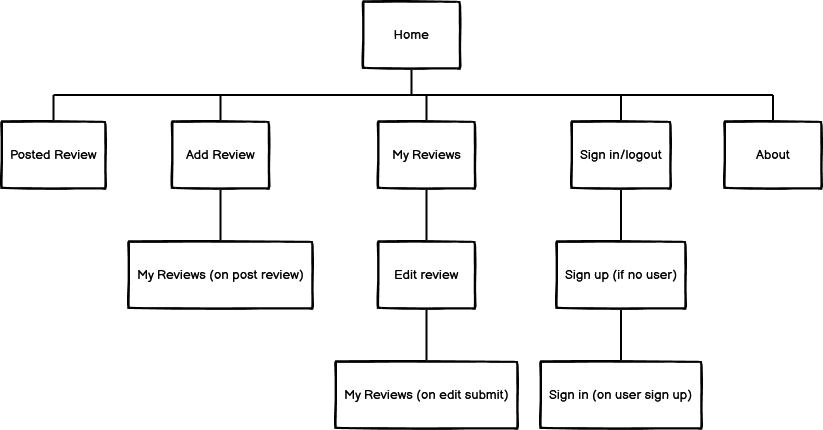 Home
Posted Review
Add Review
My Reviews
Sign in/logout
About
My Reviews (on post review)
Edit review
Sign up (if no user)
My Reviews (on edit submit)
Sign in (on user sign up)